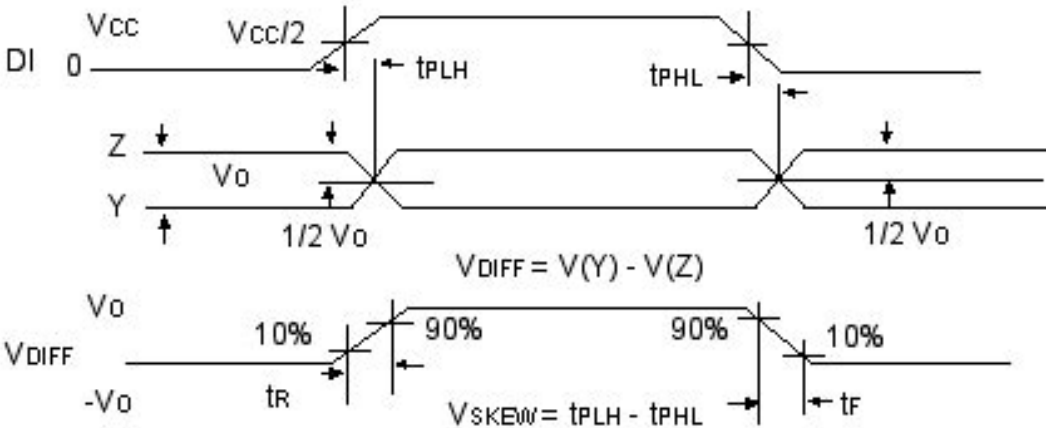 VCC
VCC/2
DI 0
tPLH
tPHL
Z
VO
Y
1/2 VO
1/2 VO
VDIFF = V(Y) - V(Z)
VO
10%
90%
90%
10%
VDIFF
-VO
tR
VSKEW = tPLH - tPHL
tF